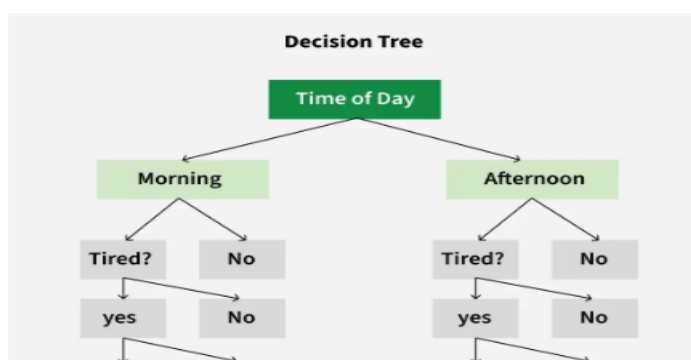 Decision Tree
Time of Day
Morning Afternoon
Tired? No Tired? No
yes No yes No